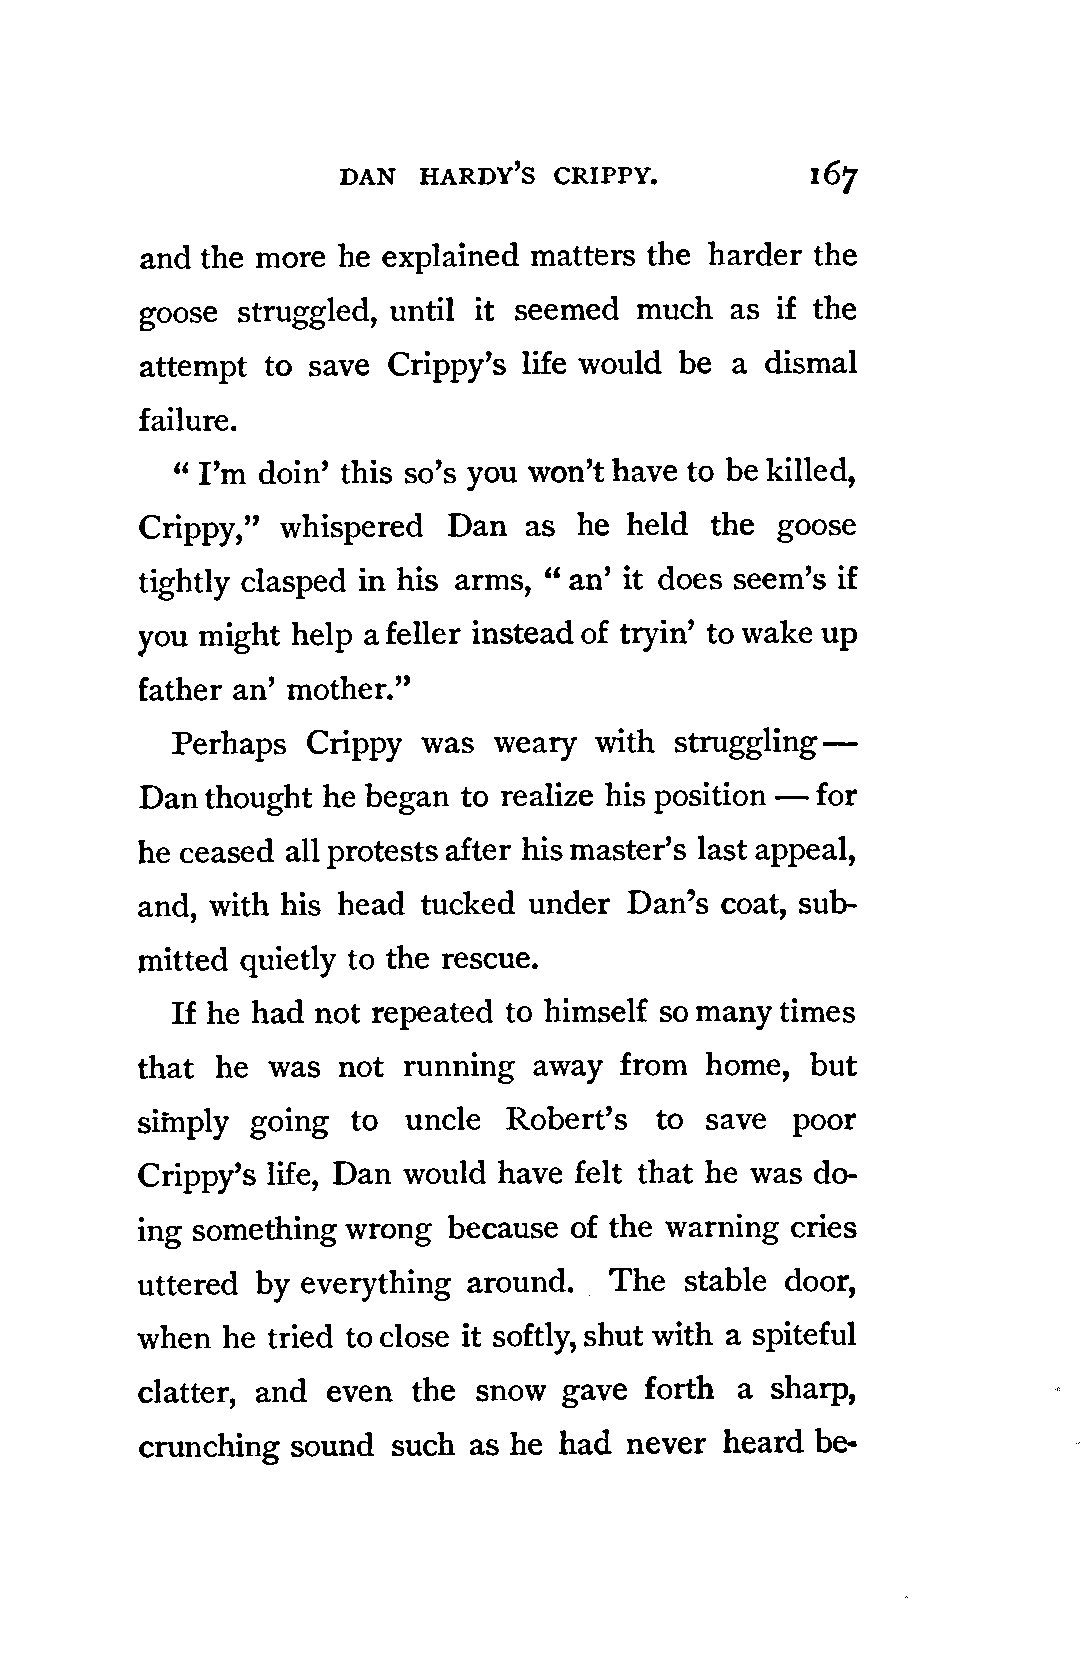 DAN HARDY'S CRIPPY. 167
and the more he explained matters the harder the
goose struggled, until it seemed much as if the
attempt to save Crippy's life would be a dismal
failure.
“ I'm doin' this so's you won't have to be killed,
Crippy,” whispered Dan as he held the goose
tightly clasped in his arms, “ an' it does seem's if
you might help a feller instead of tryin' to wake up
father an' mother.”
Perhaps Crippy was weary with struggling —
Dan thought he began to realize his position — for
he ceased all protests after his master's last appeal,
and, with his head tucked under Dan's coat, sub-
mitted quietly to the rescue.
If he had not repeated to himself so many times
that he was not running away from home, but
simply going to uncle Robert's to save poor
Crippy's life, Dan would have felt that he was do-
ing something wrong because of the warning cries
uttered by everything around. The stable door,
when he tried to close it softly, shut with a spiteful
clatter, and even the snow gave forth a sharp,
crunching sound such as he had never heard be-